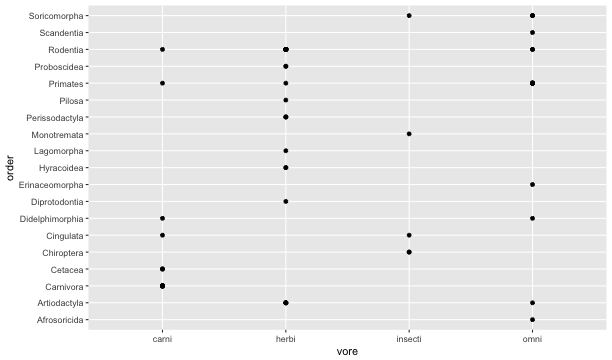 Soricomorpha
Scandentia
Rodentia
Proboscidea
Primates
Pilosa
Perissodactyla
Monotremata
Lagomorpha
Hyracoidea
Erinaceomorpha
Diprotodontia
Didelphimorphia
Cingulata
Chiroptera
Cetacea
Carnivora
Artiodactyla
Afrosoricida
order
carni herbi insecti omni
vore